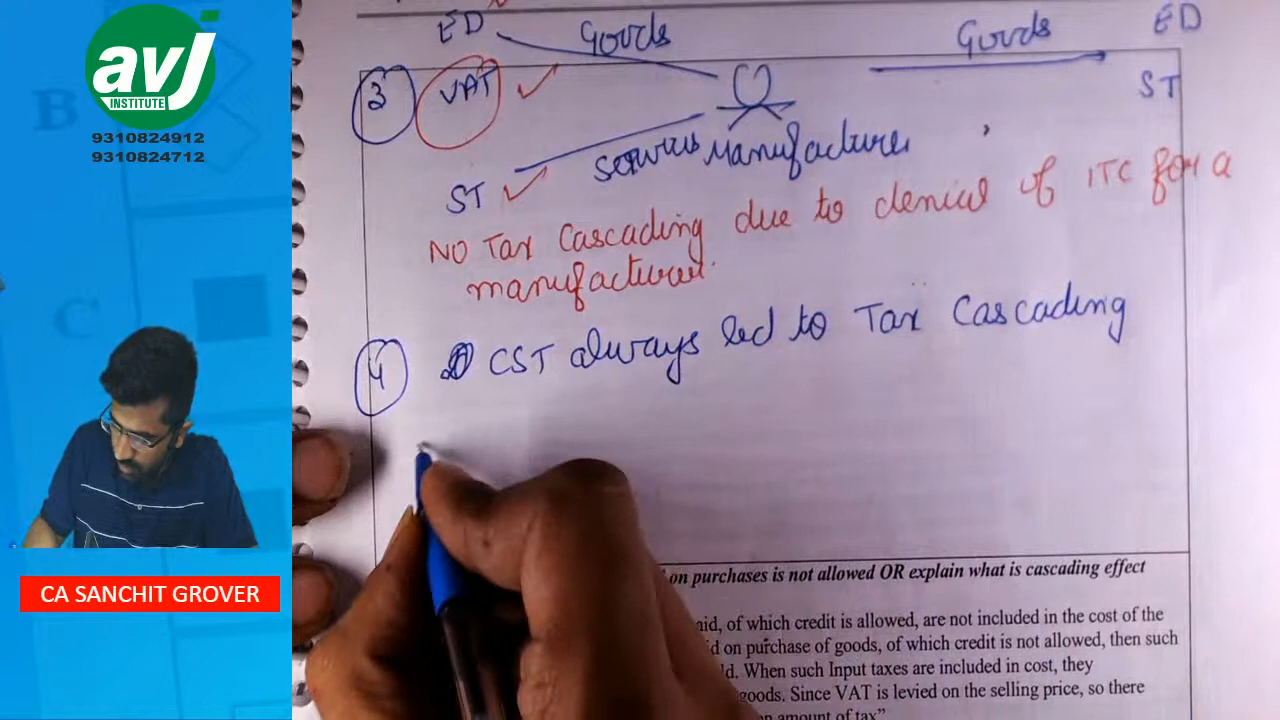 avj
INSTITUTE
9310824912
9310824712
CA SANCHIT GROVER
ED Goods Goods ED
3 VAT ST
ST Services Manufacturer
NO Tax Cascading due to denial of ITC for a
manufacturer.
4 CST always led to Tax Cascading
on purchases is not allowed OR explain what is cascading effect
aid, of which credit is allowed, are not included in the cost of the
d on purchase of goods, of which credit is not allowed, then such
d. When such Input taxes are included in cost, they
goods. Since VAT is levied on the selling price, so there
n amount of tax”